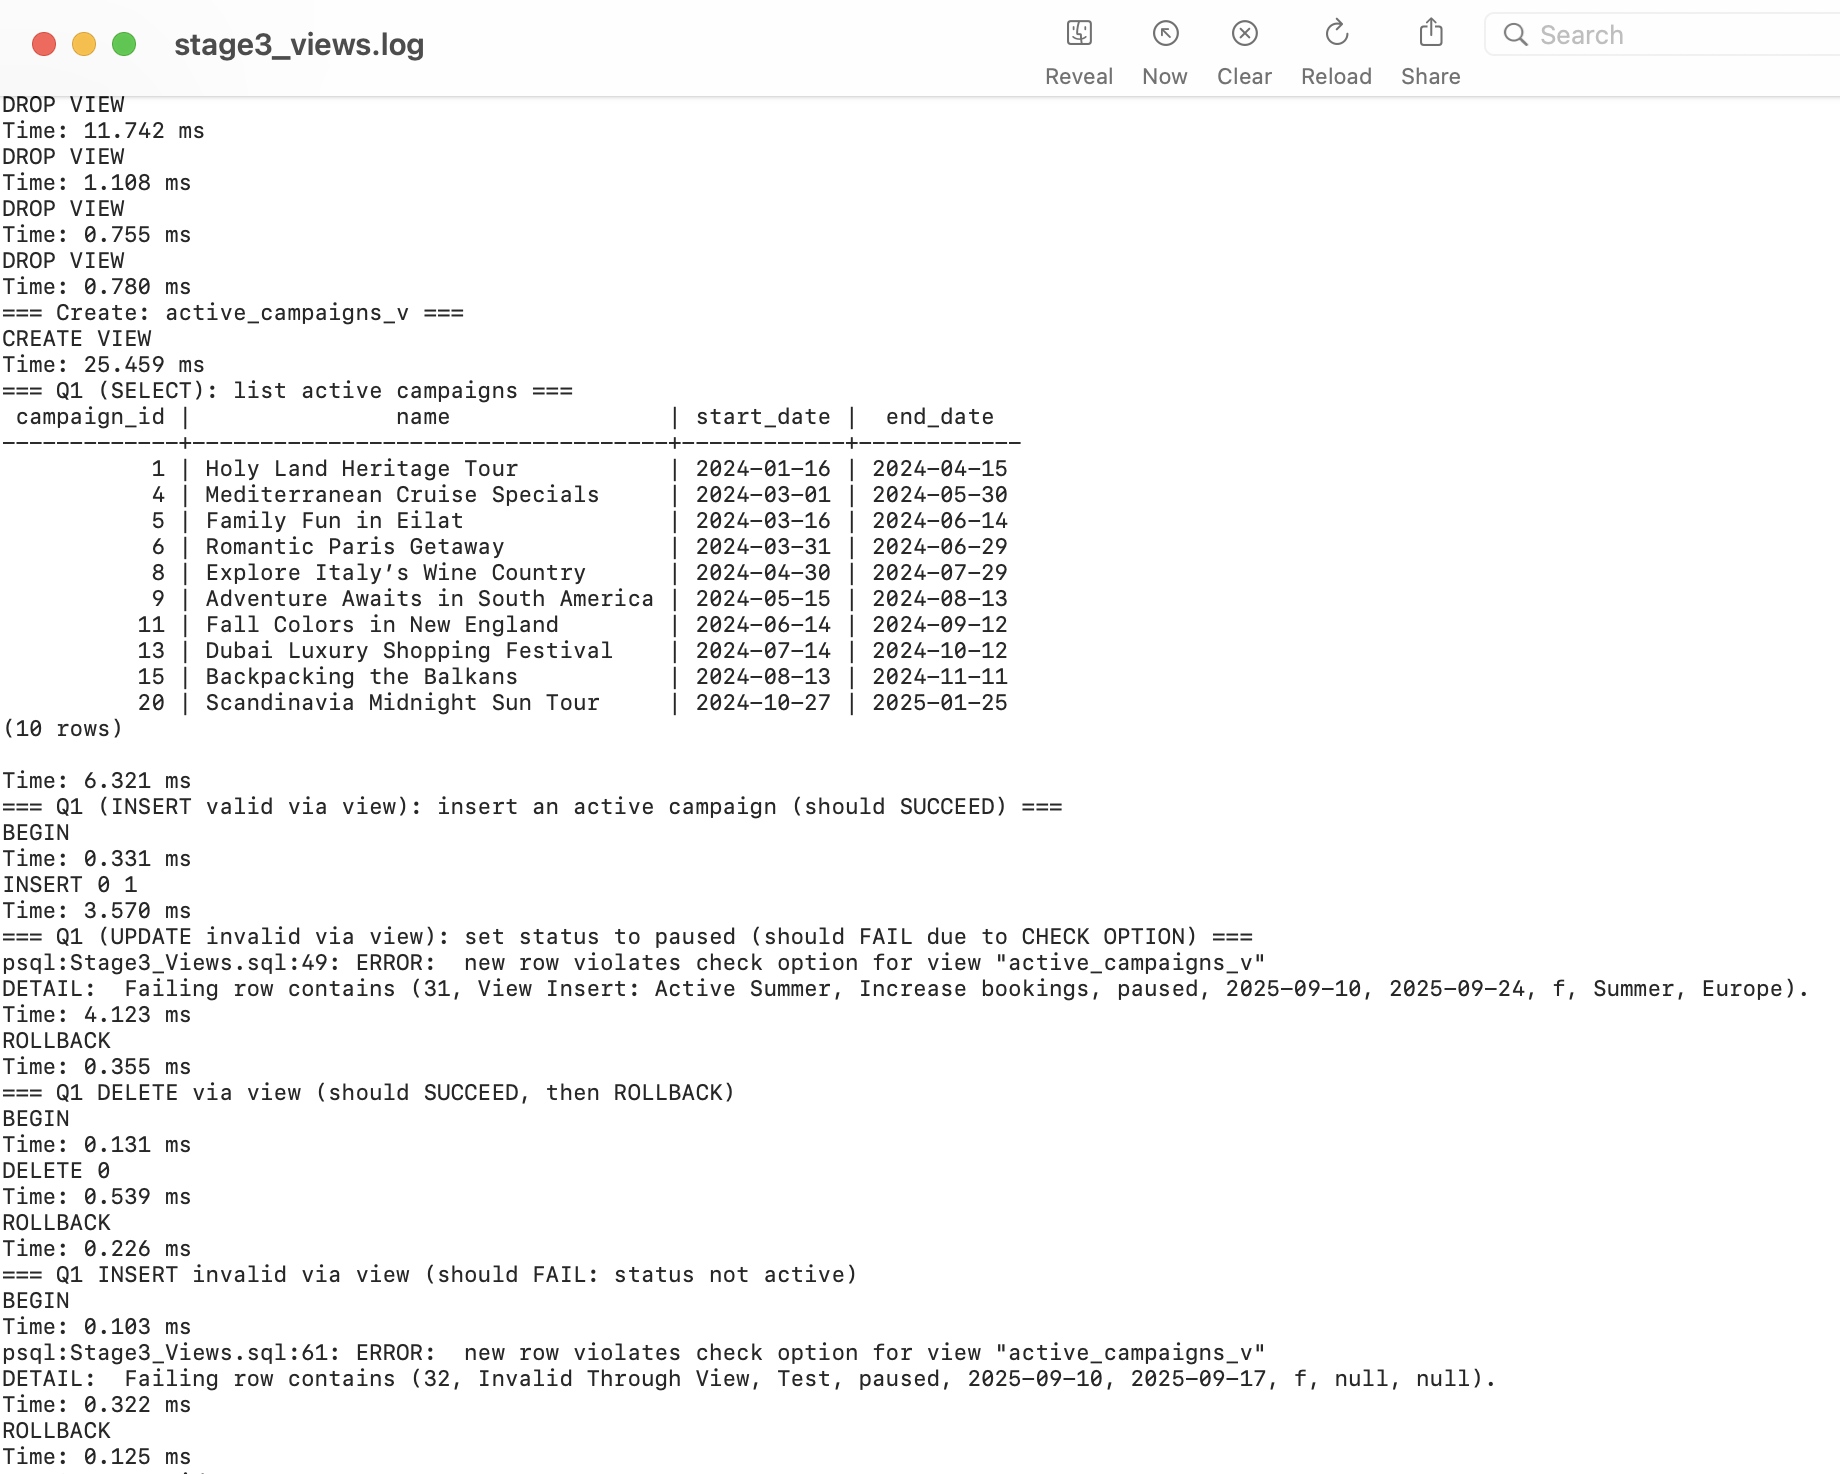 stage3_views.log
Reveal Now Clear Reload Share Search
DROP VIEW
Time: 11.742 ms
DROP VIEW
Time: 1.108 ms
DROP VIEW
Time: 0.755 ms
DROP VIEW
Time: 0.780 ms
=== Create: active_campaigns_v ===
CREATE VIEW
Time: 25.459 ms
=== Q1 (SELECT): list active campaigns ===
 campaign_id |               name                | start_date |  end_date
-------------+-----------------------------------+------------+------------
           1 | Holy Land Heritage Tour           | 2024-01-16 | 2024-04-15
           4 | Mediterranean Cruise Specials     | 2024-03-01 | 2024-05-30
           5 | Family Fun in Eilat               | 2024-03-16 | 2024-06-14
           6 | Romantic Paris Getaway            | 2024-03-31 | 2024-06-29
           8 | Explore Italy’s Wine Country      | 2024-04-30 | 2024-07-29
           9 | Adventure Awaits in South America | 2024-05-15 | 2024-08-13
          11 | Fall Colors in New England        | 2024-06-14 | 2024-09-12
          13 | Dubai Luxury Shopping Festival    | 2024-07-14 | 2024-10-12
          15 | Backpacking the Balkans           | 2024-08-13 | 2024-11-11
          20 | Scandinavia Midnight Sun Tour     | 2024-10-27 | 2025-01-25
(10 rows)

Time: 6.321 ms
=== Q1 (INSERT valid via view): insert an active campaign (should SUCCEED) ===
BEGIN
Time: 0.331 ms
INSERT 0 1
Time: 3.570 ms
=== Q1 (UPDATE invalid via view): set status to paused (should FAIL due to CHECK OPTION) ===
psql:Stage3_Views.sql:49: ERROR:  new row violates check option for view "active_campaigns_v"
DETAIL:  Failing row contains (31, View Insert: Active Summer, Increase bookings, paused, 2025-09-10, 2025-09-24, f, Summer, Europe).
Time: 4.123 ms
ROLLBACK
Time: 0.355 ms
=== Q1 DELETE via view (should SUCCEED, then ROLLBACK)
BEGIN
Time: 0.131 ms
DELETE 0
Time: 0.539 ms
ROLLBACK
Time: 0.226 ms
=== Q1 INSERT invalid via view (should FAIL: status not active)
BEGIN
Time: 0.103 ms
psql:Stage3_Views.sql:61: ERROR:  new row violates check option for view "active_campaigns_v"
DETAIL:  Failing row contains (32, Invalid Through View, Test, paused, 2025-09-10, 2025-09-17, f, null, null).
Time: 0.322 ms
ROLLBACK
Time: 0.125 ms